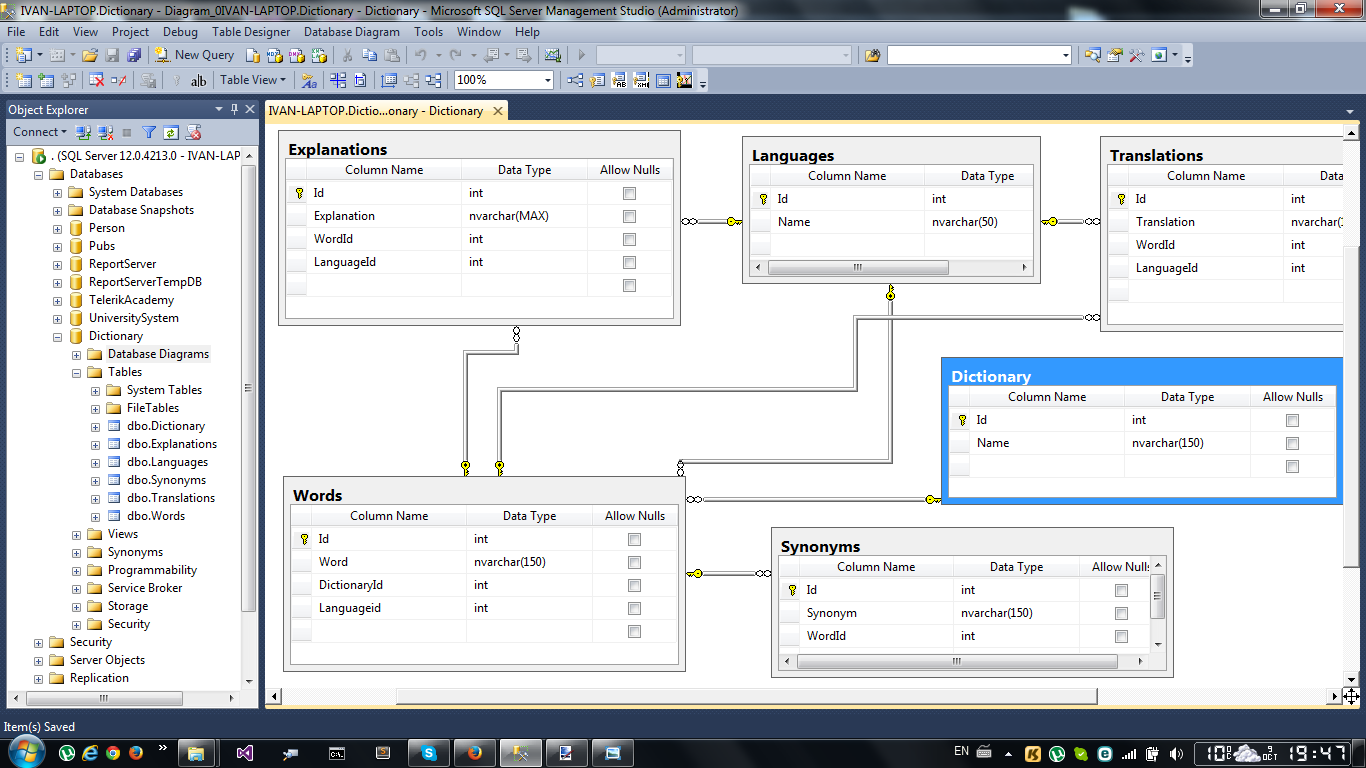 IVAN-LAPTOP.Dictionary - Diagram_0IVAN-LAPTOP.Dictionary - Dictionary - Microsoft SQL Server Management Studio (Administrator)
File Edit View Project Debug Table Designer Database Diagram Tools Window Help
New Query
Table View 100%
Object Explorer
IVAN-LAPTOP.Dictio...onary - Dictionary
Connect
. (SQL Server 12.0.4213.0 - IVAN-LAP
Databases
System Databases
Database Snapshots
Person
Pubs
ReportServer
ReportServerTempDB
TelerikAcademy
UniversitySystem
Dictionary
Database Diagrams
Tables
System Tables
FileTables
dbo.Dictionary
dbo.Explanations
dbo.Languages
dbo.Synonyms
dbo.Translations
dbo.Words
Views
Synonyms
Programmability
Service Broker
Storage
Security
Security
Server Objects
Replication
Explanations
Column Name Data Type Allow Nulls
Id int
Explanation nvarchar(MAX)
WordId int
LanguageId int
Languages
Column Name Data Type
Id int
Name nvarchar(50)
Translations
Column Name Data
Id int
Translation nvarchar(
WordId int
LanguageId int
Dictionary
Column Name Data Type Allow Nulls
Id int
Name nvarchar(150)
Words
Column Name Data Type Allow Nulls
Id int
Word nvarchar(150)
DictionaryId int
Languageid int
Synonyms
Column Name Data Type Allow Nulls
Id int
Synonym nvarchar(150)
WordId int
Item(s) Saved
EN
9
OCT
19:47